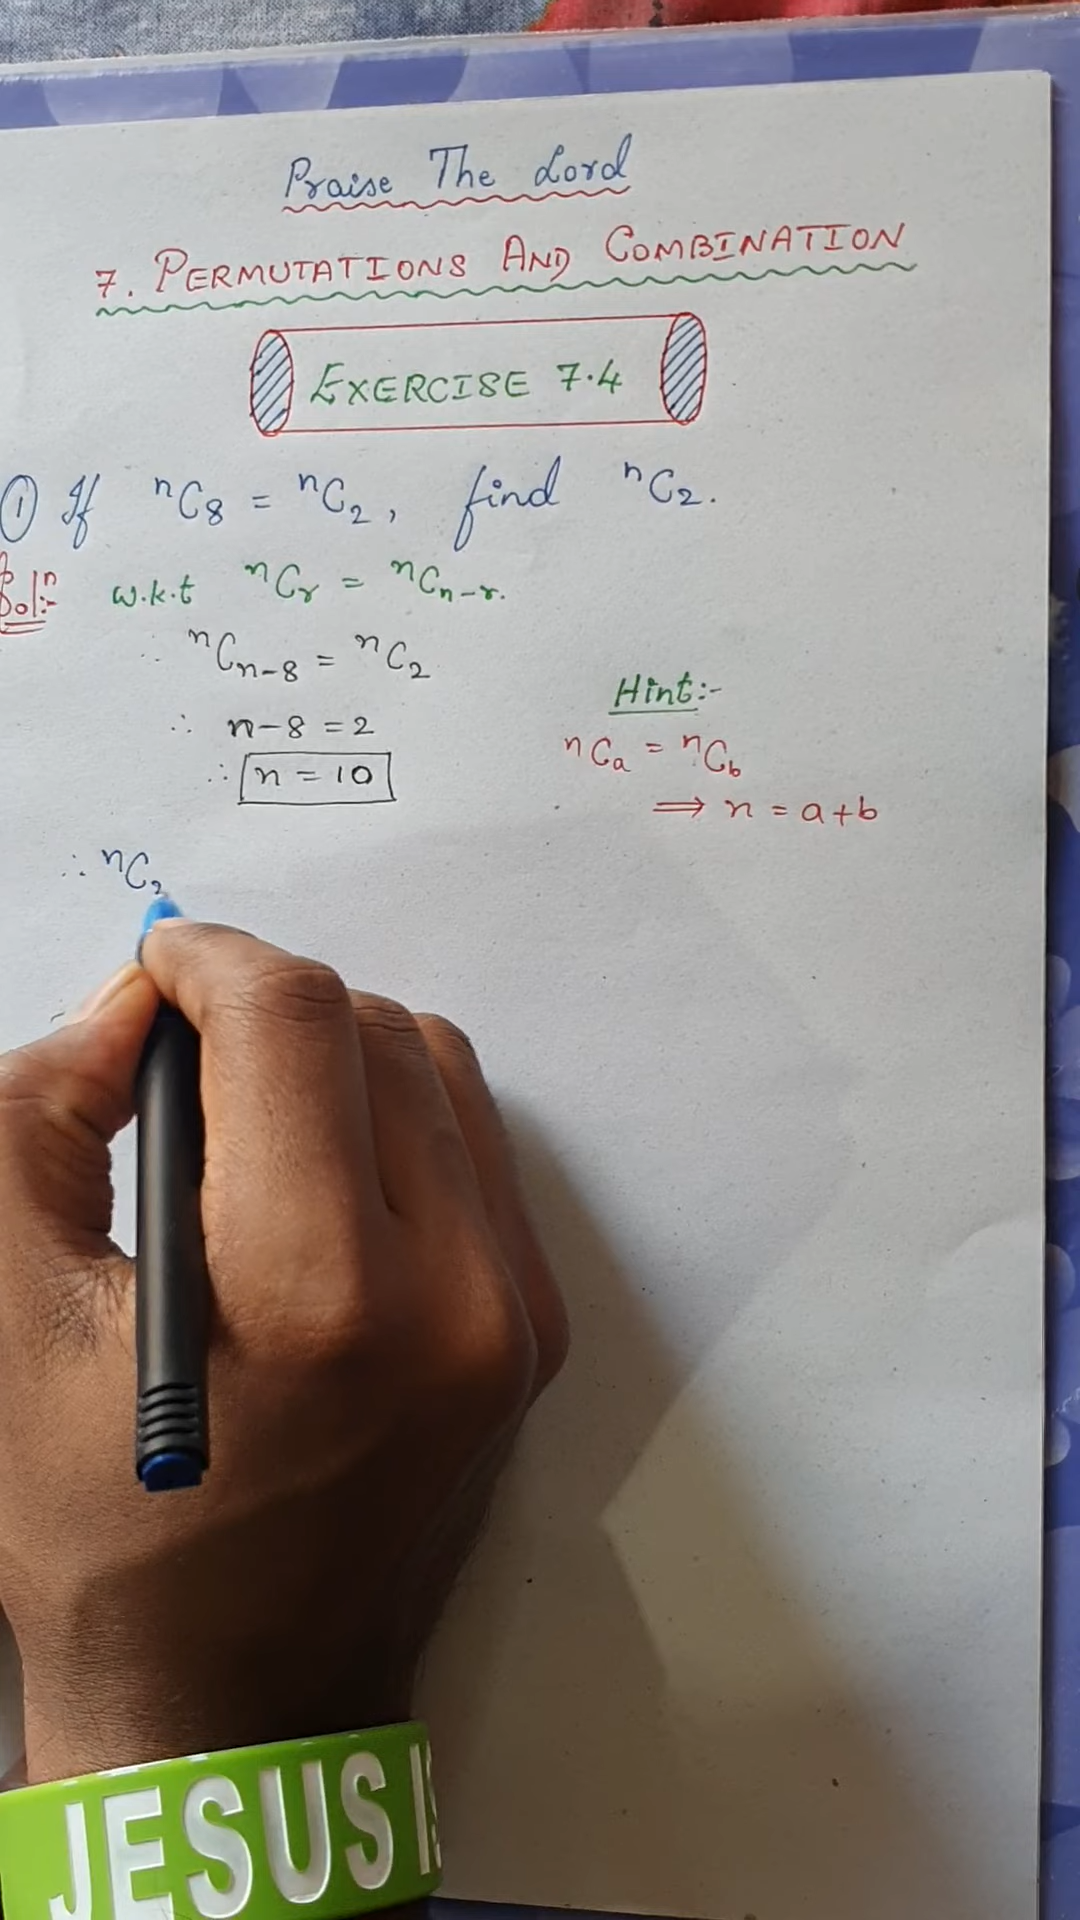 Praise The Lord
7. PERMUTATIONS AND COMBINATION
EXERCISE 7.4
① If ⁿC₈ = ⁿC₂, find ⁿC₂.
Solⁿ:- w.k.t ⁿCᵣ = ⁿCₙ₋ᵣ.
∴ ⁿCₙ₋₈ = ⁿC₂
∴ n-8 = 2
∴ n = 10
Hint:-
ⁿCₐ = ⁿC_b
⟹ n = a+b
∴ ⁿC₂
JESUS IS